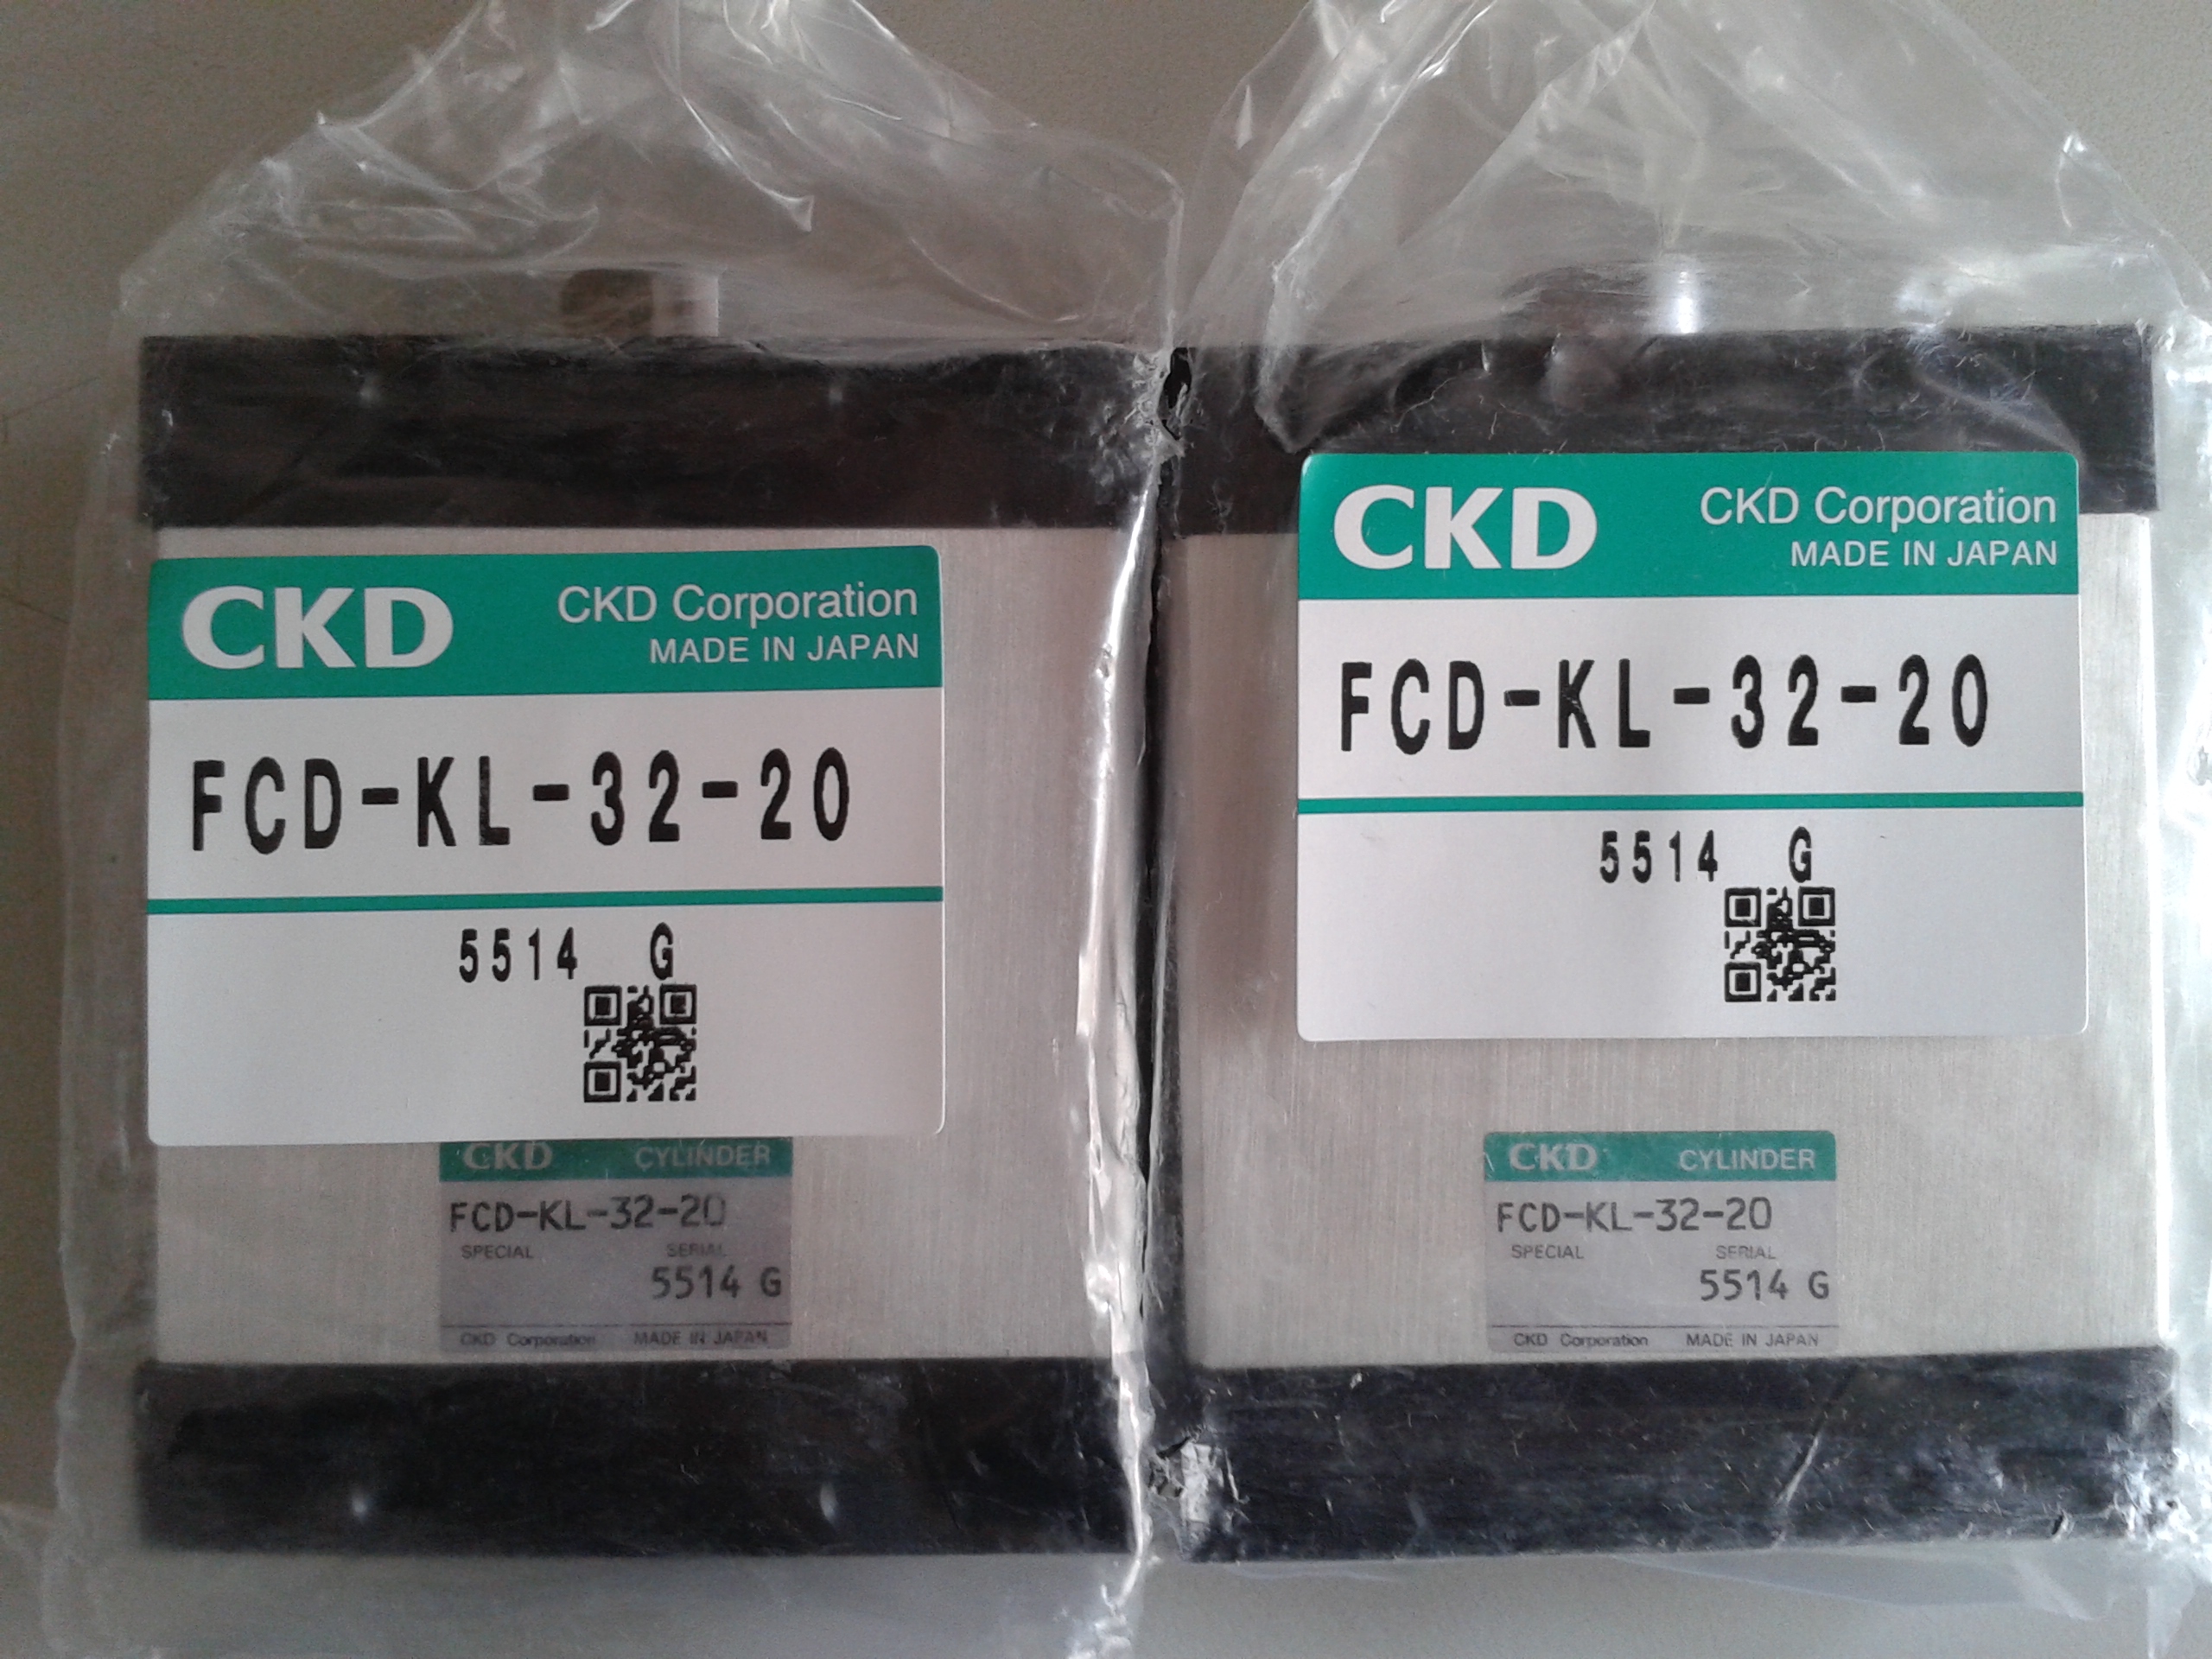 CKD CKD Corporation
MADE IN JAPAN
FCD-KL-32-20
5514 G
CKD CYLINDER
FCD-KL-32-20
SPECIAL SERIAL
5514 G
CKD Corporation MADE IN JAPAN
CKD CKD Corporation
MADE IN JAPAN
FCD-KL-32-20
5514 G
CKD CYLINDER
FCD-KL-32-20
SPECIAL SERIAL
5514 G
CKD Corporation MADE IN JAPAN